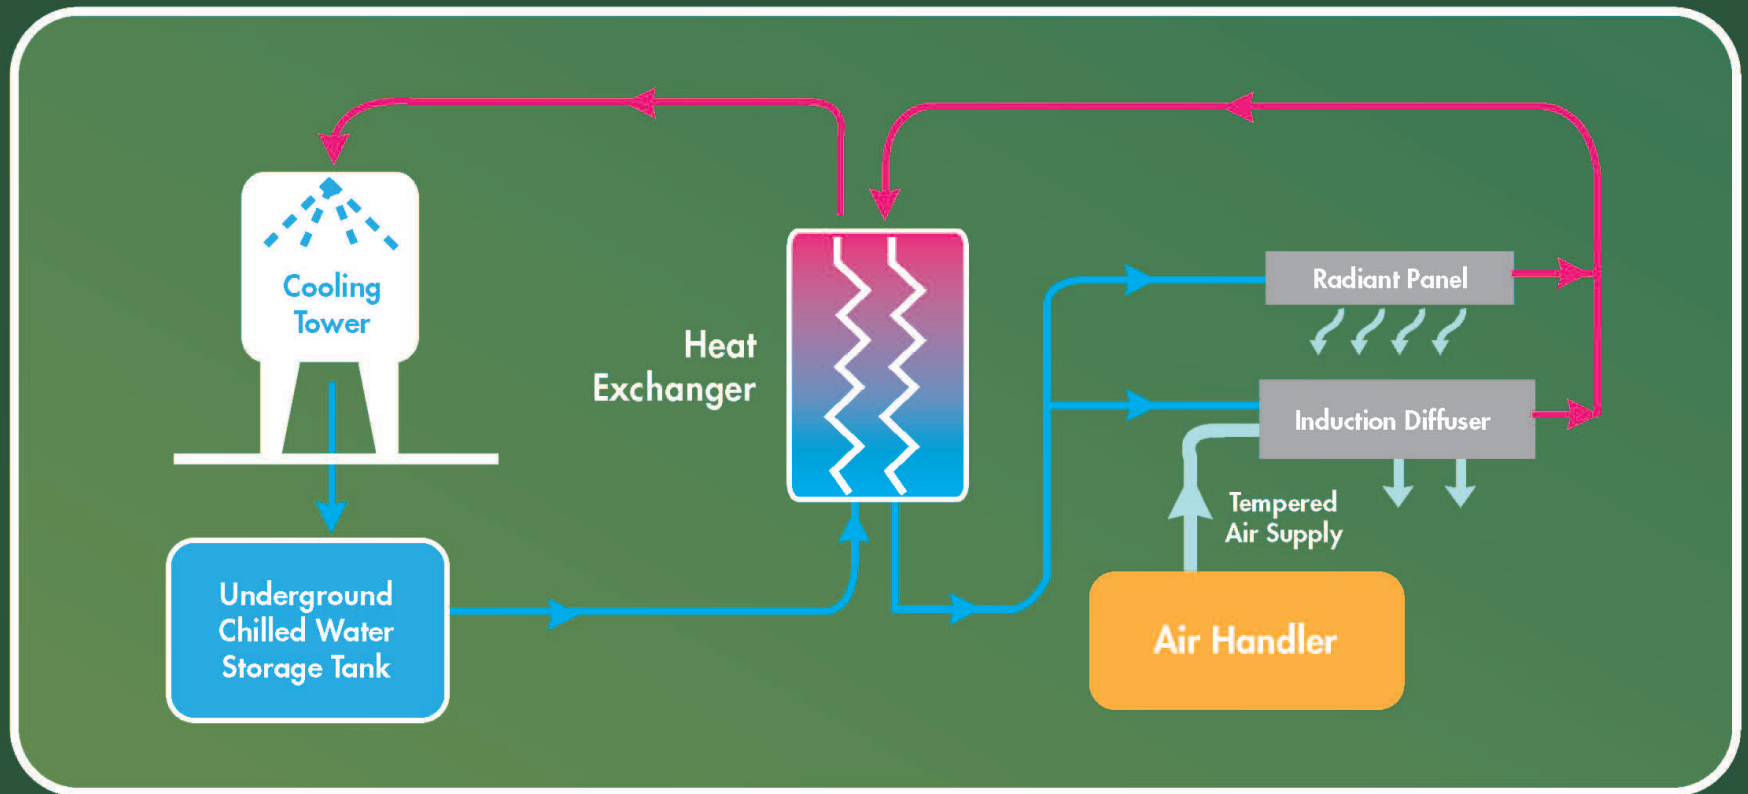 Cooling
Tower
Heat
Exchanger
Radiant Panel
Induction Diffuser
Tempered
Air Supply
Underground
Chilled Water
Storage Tank
Air Handler